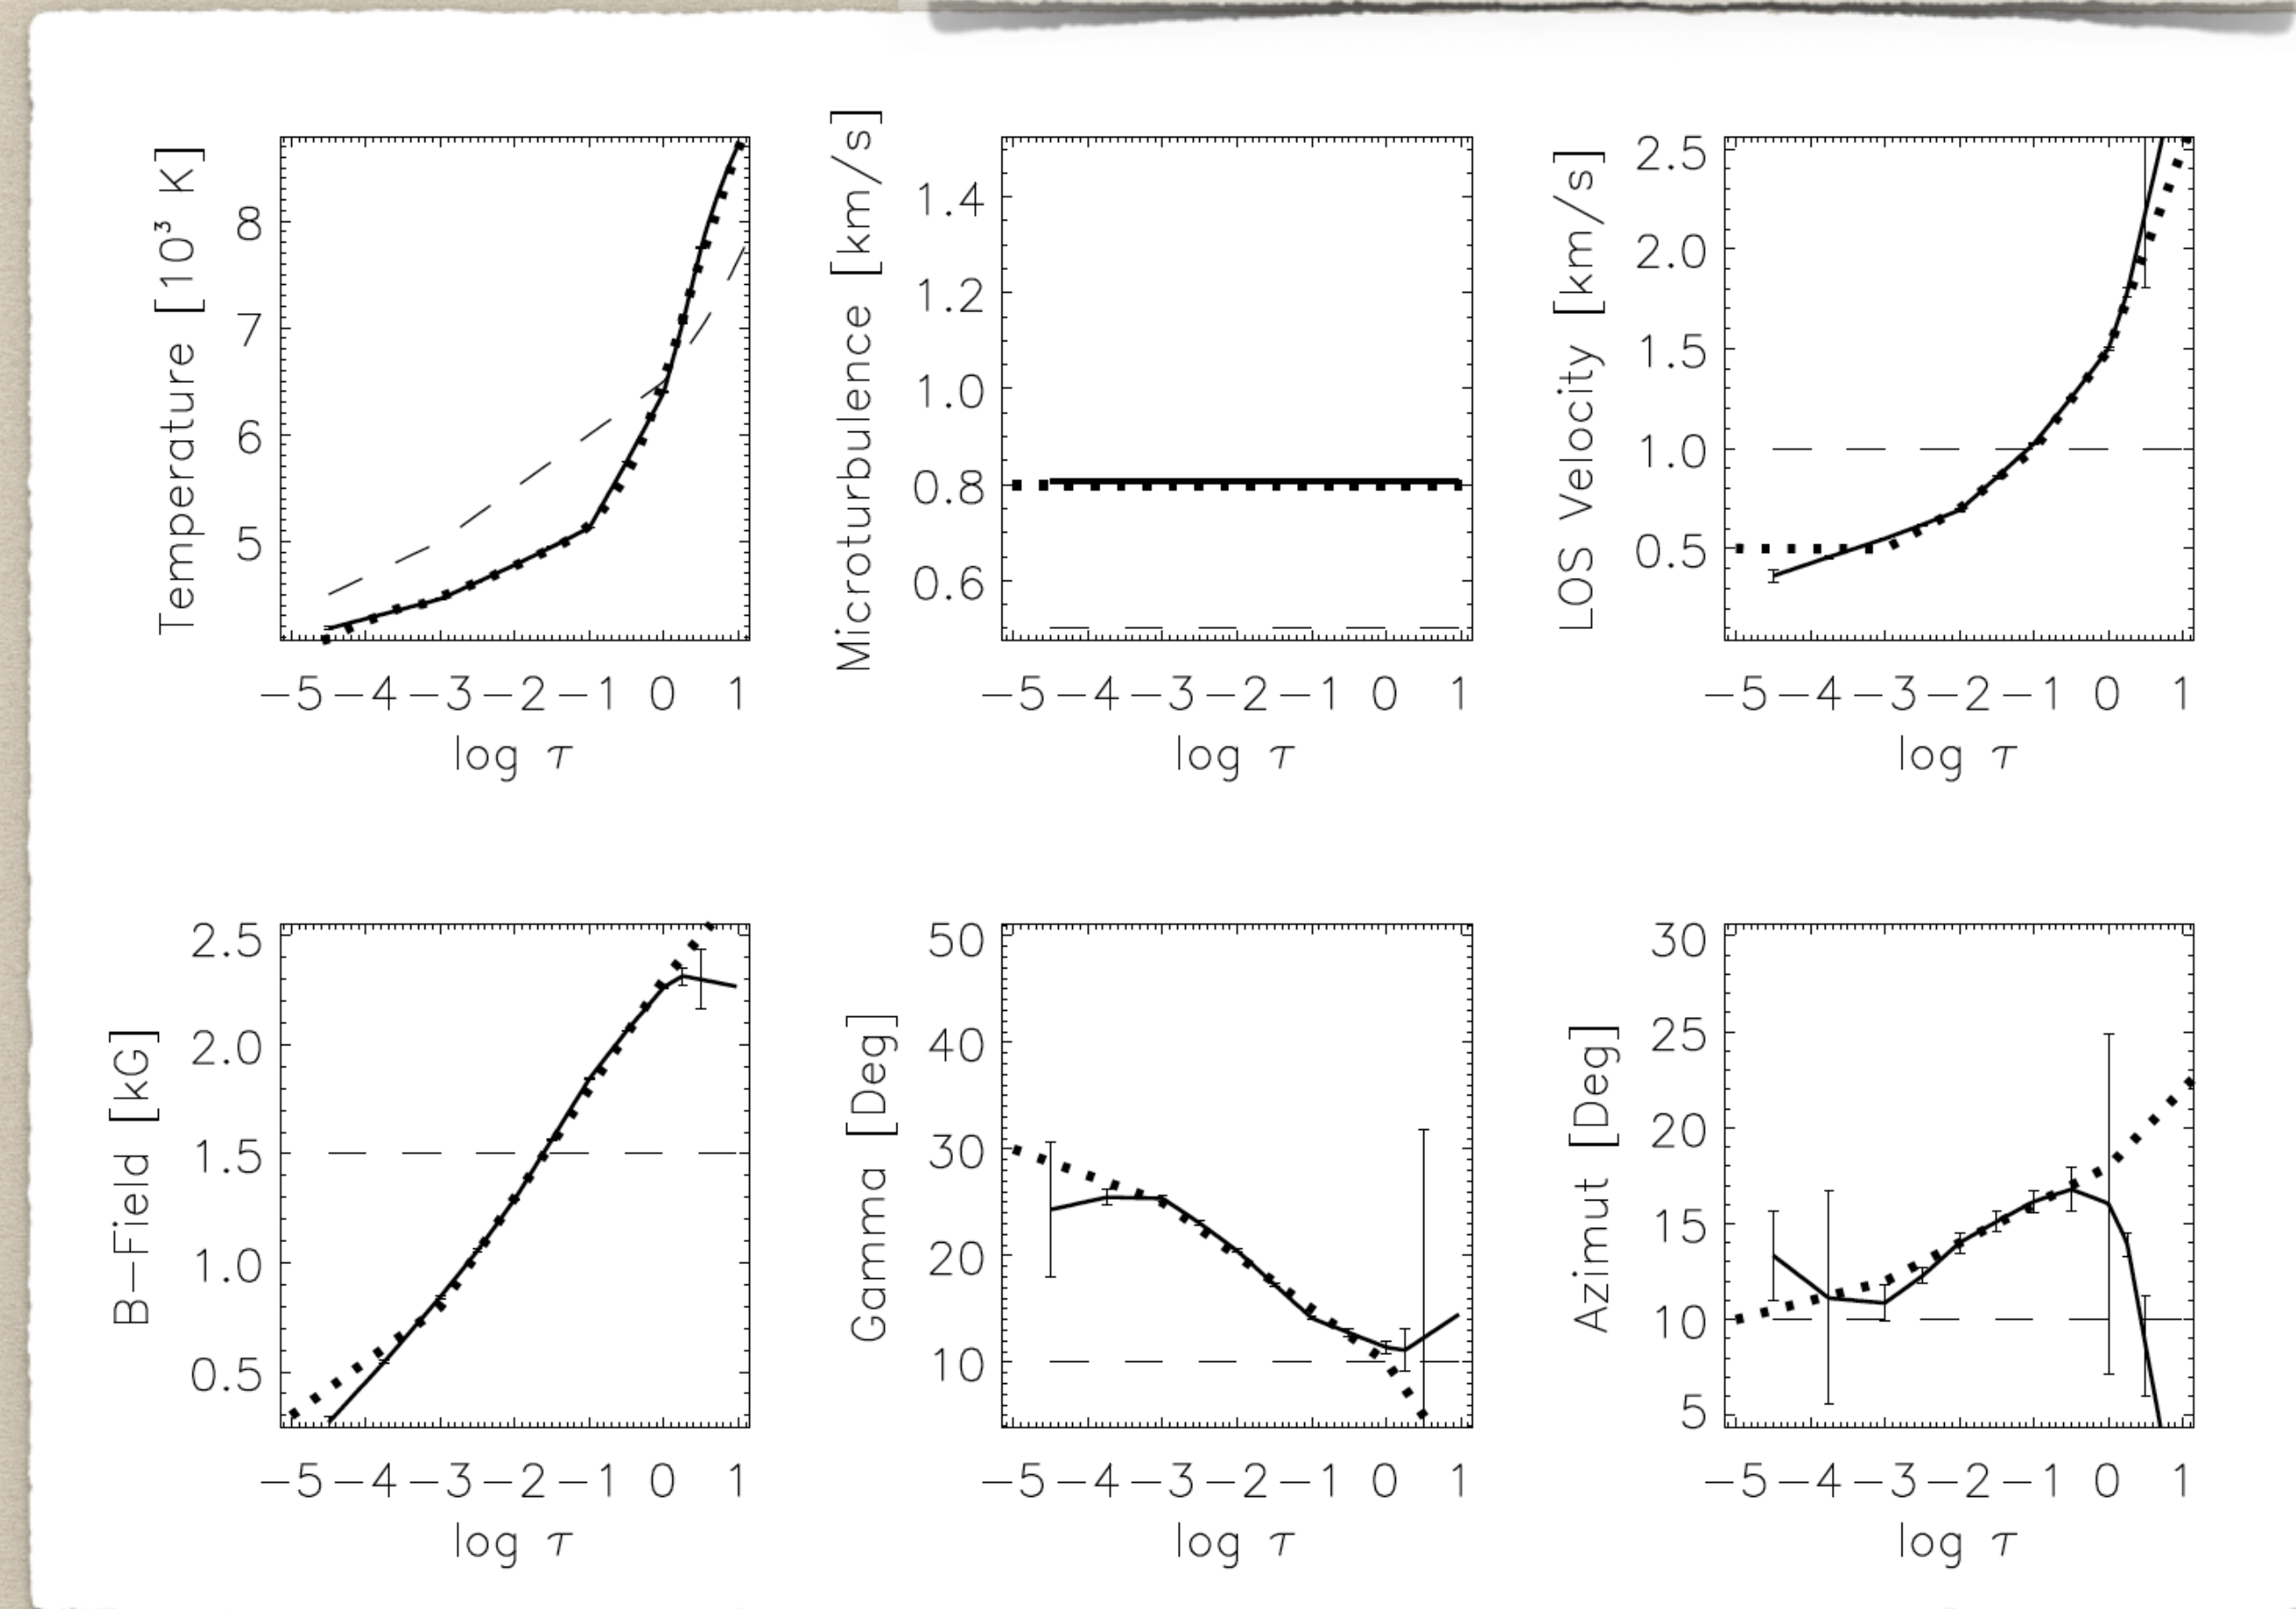 Temperature [10³ K]
8
7
6
5
−5 −4 −3 −2 −1 0 1
log τ
Microturbulence [km/s]
1.4
1.2
1.0
0.8
0.6
−5 −4 −3 −2 −1 0 1
log τ
LOS Velocity [km/s]
2.5
2.0
1.5
1.0
0.5
−5 −4 −3 −2 −1 0 1
log τ
B−Field [kG]
2.5
2.0
1.5
1.0
0.5
−5 −4 −3 −2 −1 0 1
log τ
Gamma [Deg]
50
40
30
20
10
−5 −4 −3 −2 −1 0 1
log τ
Azimut [Deg]
30
25
20
15
10
5
−5 −4 −3 −2 −1 0 1
log τ